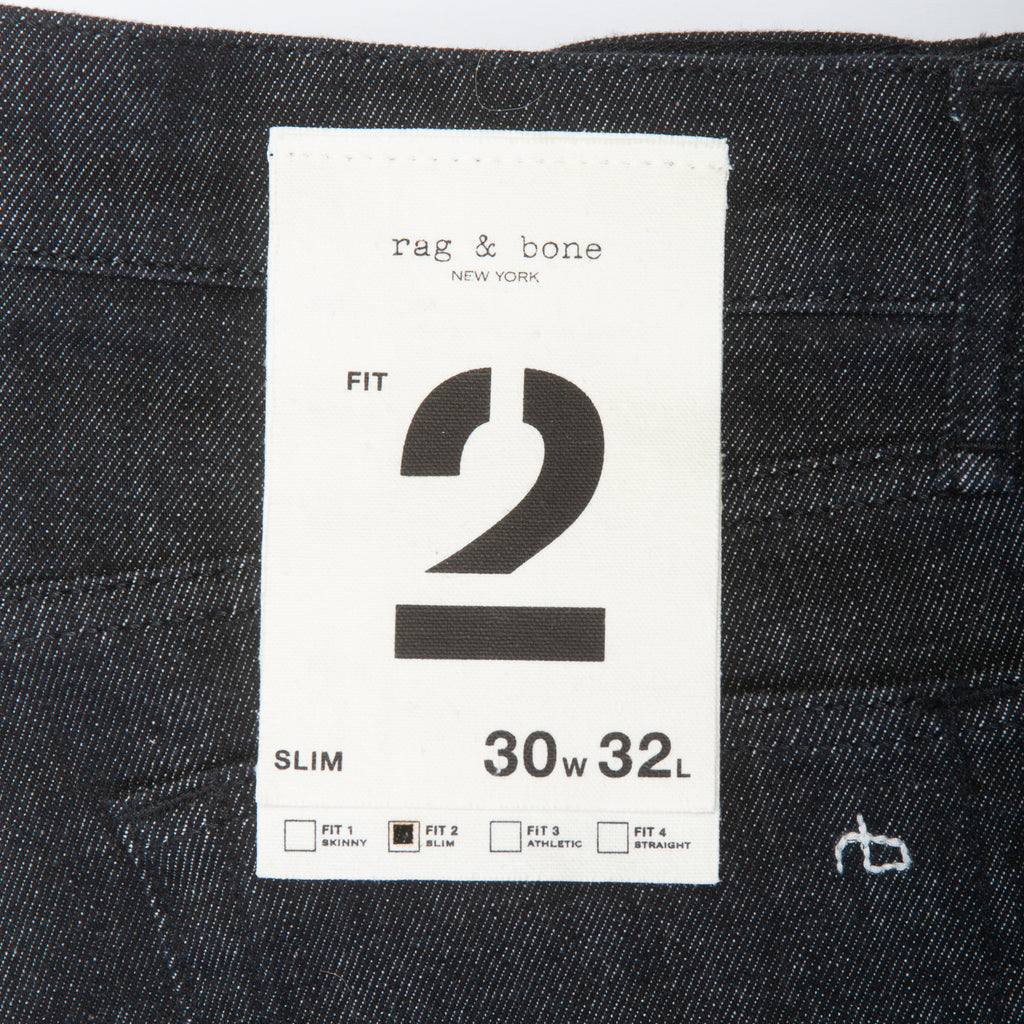 rag & bone
NEW YORK
FIT 2
SLIM 30W 32L
FIT 1 FIT 2 FIT 3 FIT 4
SKINNY SLIM ATHLETIC STRAIGHT
rb